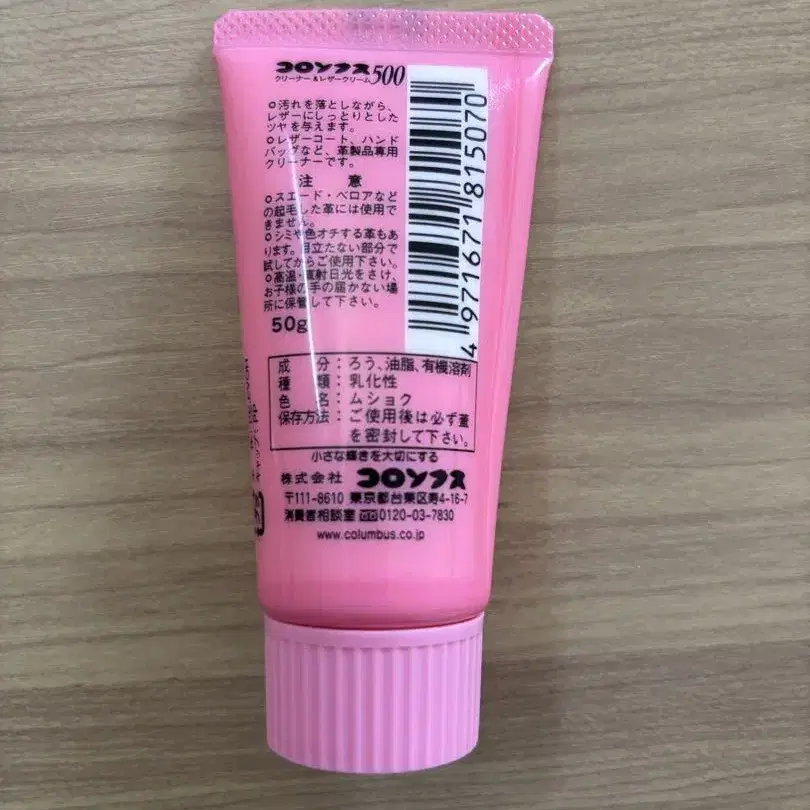 コロンブス500
クリーナー&レザークリーム
○汚れを落としながら、
レザーにしっとりとした
ツヤを与えます。
○レザーコート、ハンド
バッグなど、革製品専用
クリーナーです。
注 意
○スエード・ベロアなど
の起毛した革には使用で
きません。
○シミや色オチする革もあ
ります。目立たない部分で
試してからご使用下さい。
○高温・直射日光をさけ、
お子様の手の届かない場
所に保管して下さい。
50g
4 971671 815070
成 分:ろう、油脂、有機溶剤
種 類:乳化性
色 名:ムショク
保存方法:ご使用後は必ず蓋
を密封して下さい。
小さな輝きを大切にする
株式会社 コロンブス
〒111-8610 東京都台東区寿4-16-7
消費者相談室 0120-03-7830
www.columbus.co.jp
キャップ:PP